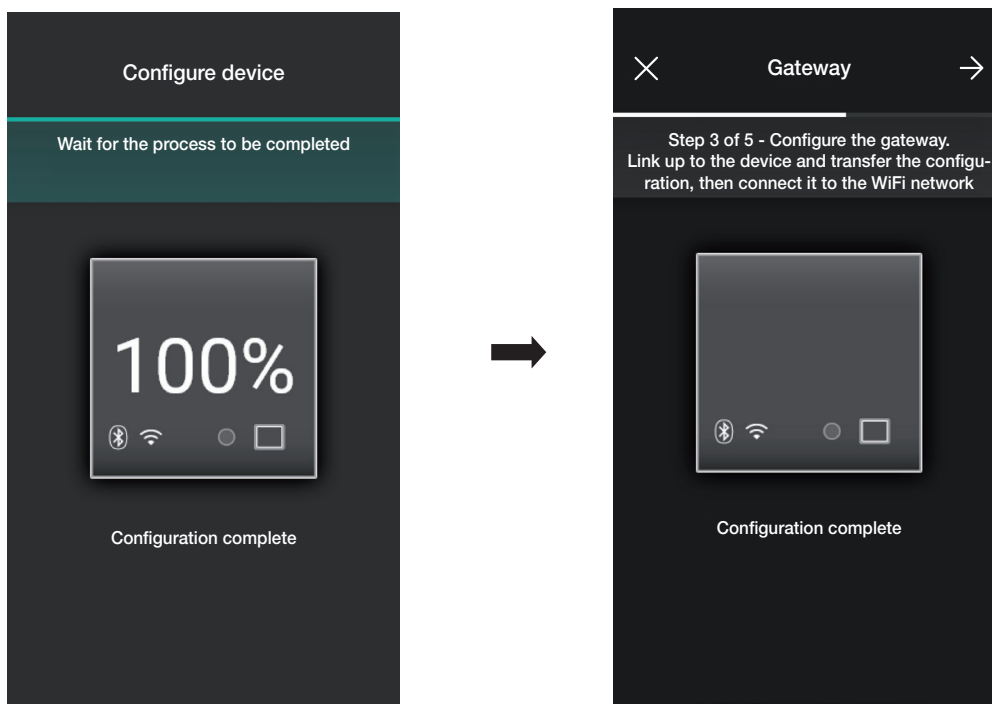 Configure device
Wait for the process to be completed
100%
Configuration complete
Gateway
Step 3 of 5 - Configure the gateway.
Link up to the device and transfer the configu-
ration, then connect it to the WiFi network
Configuration complete